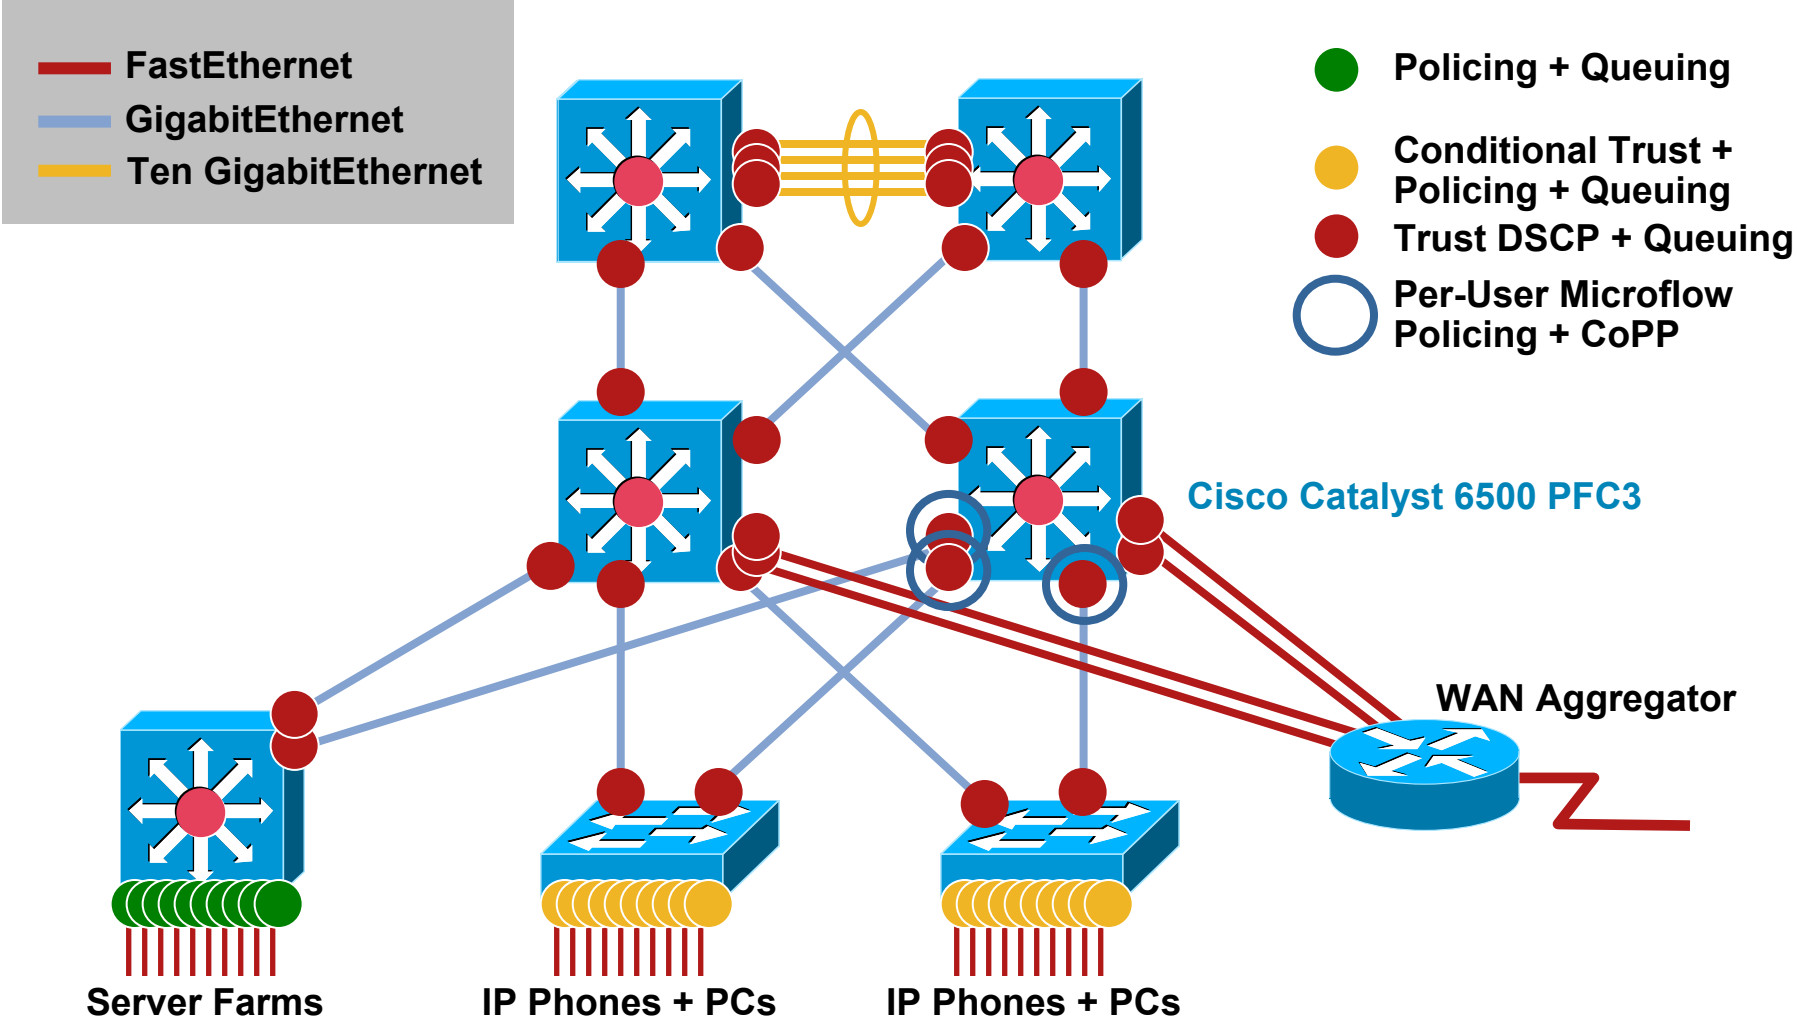 FastEthernet
GigabitEthernet
Ten GigabitEthernet
Policing + Queuing
Conditional Trust +
Policing + Queuing
Trust DSCP + Queuing
Per-User Microflow
Policing + CoPP
Cisco Catalyst 6500 PFC3
WAN Aggregator
Server Farms
IP Phones + PCs
IP Phones + PCs